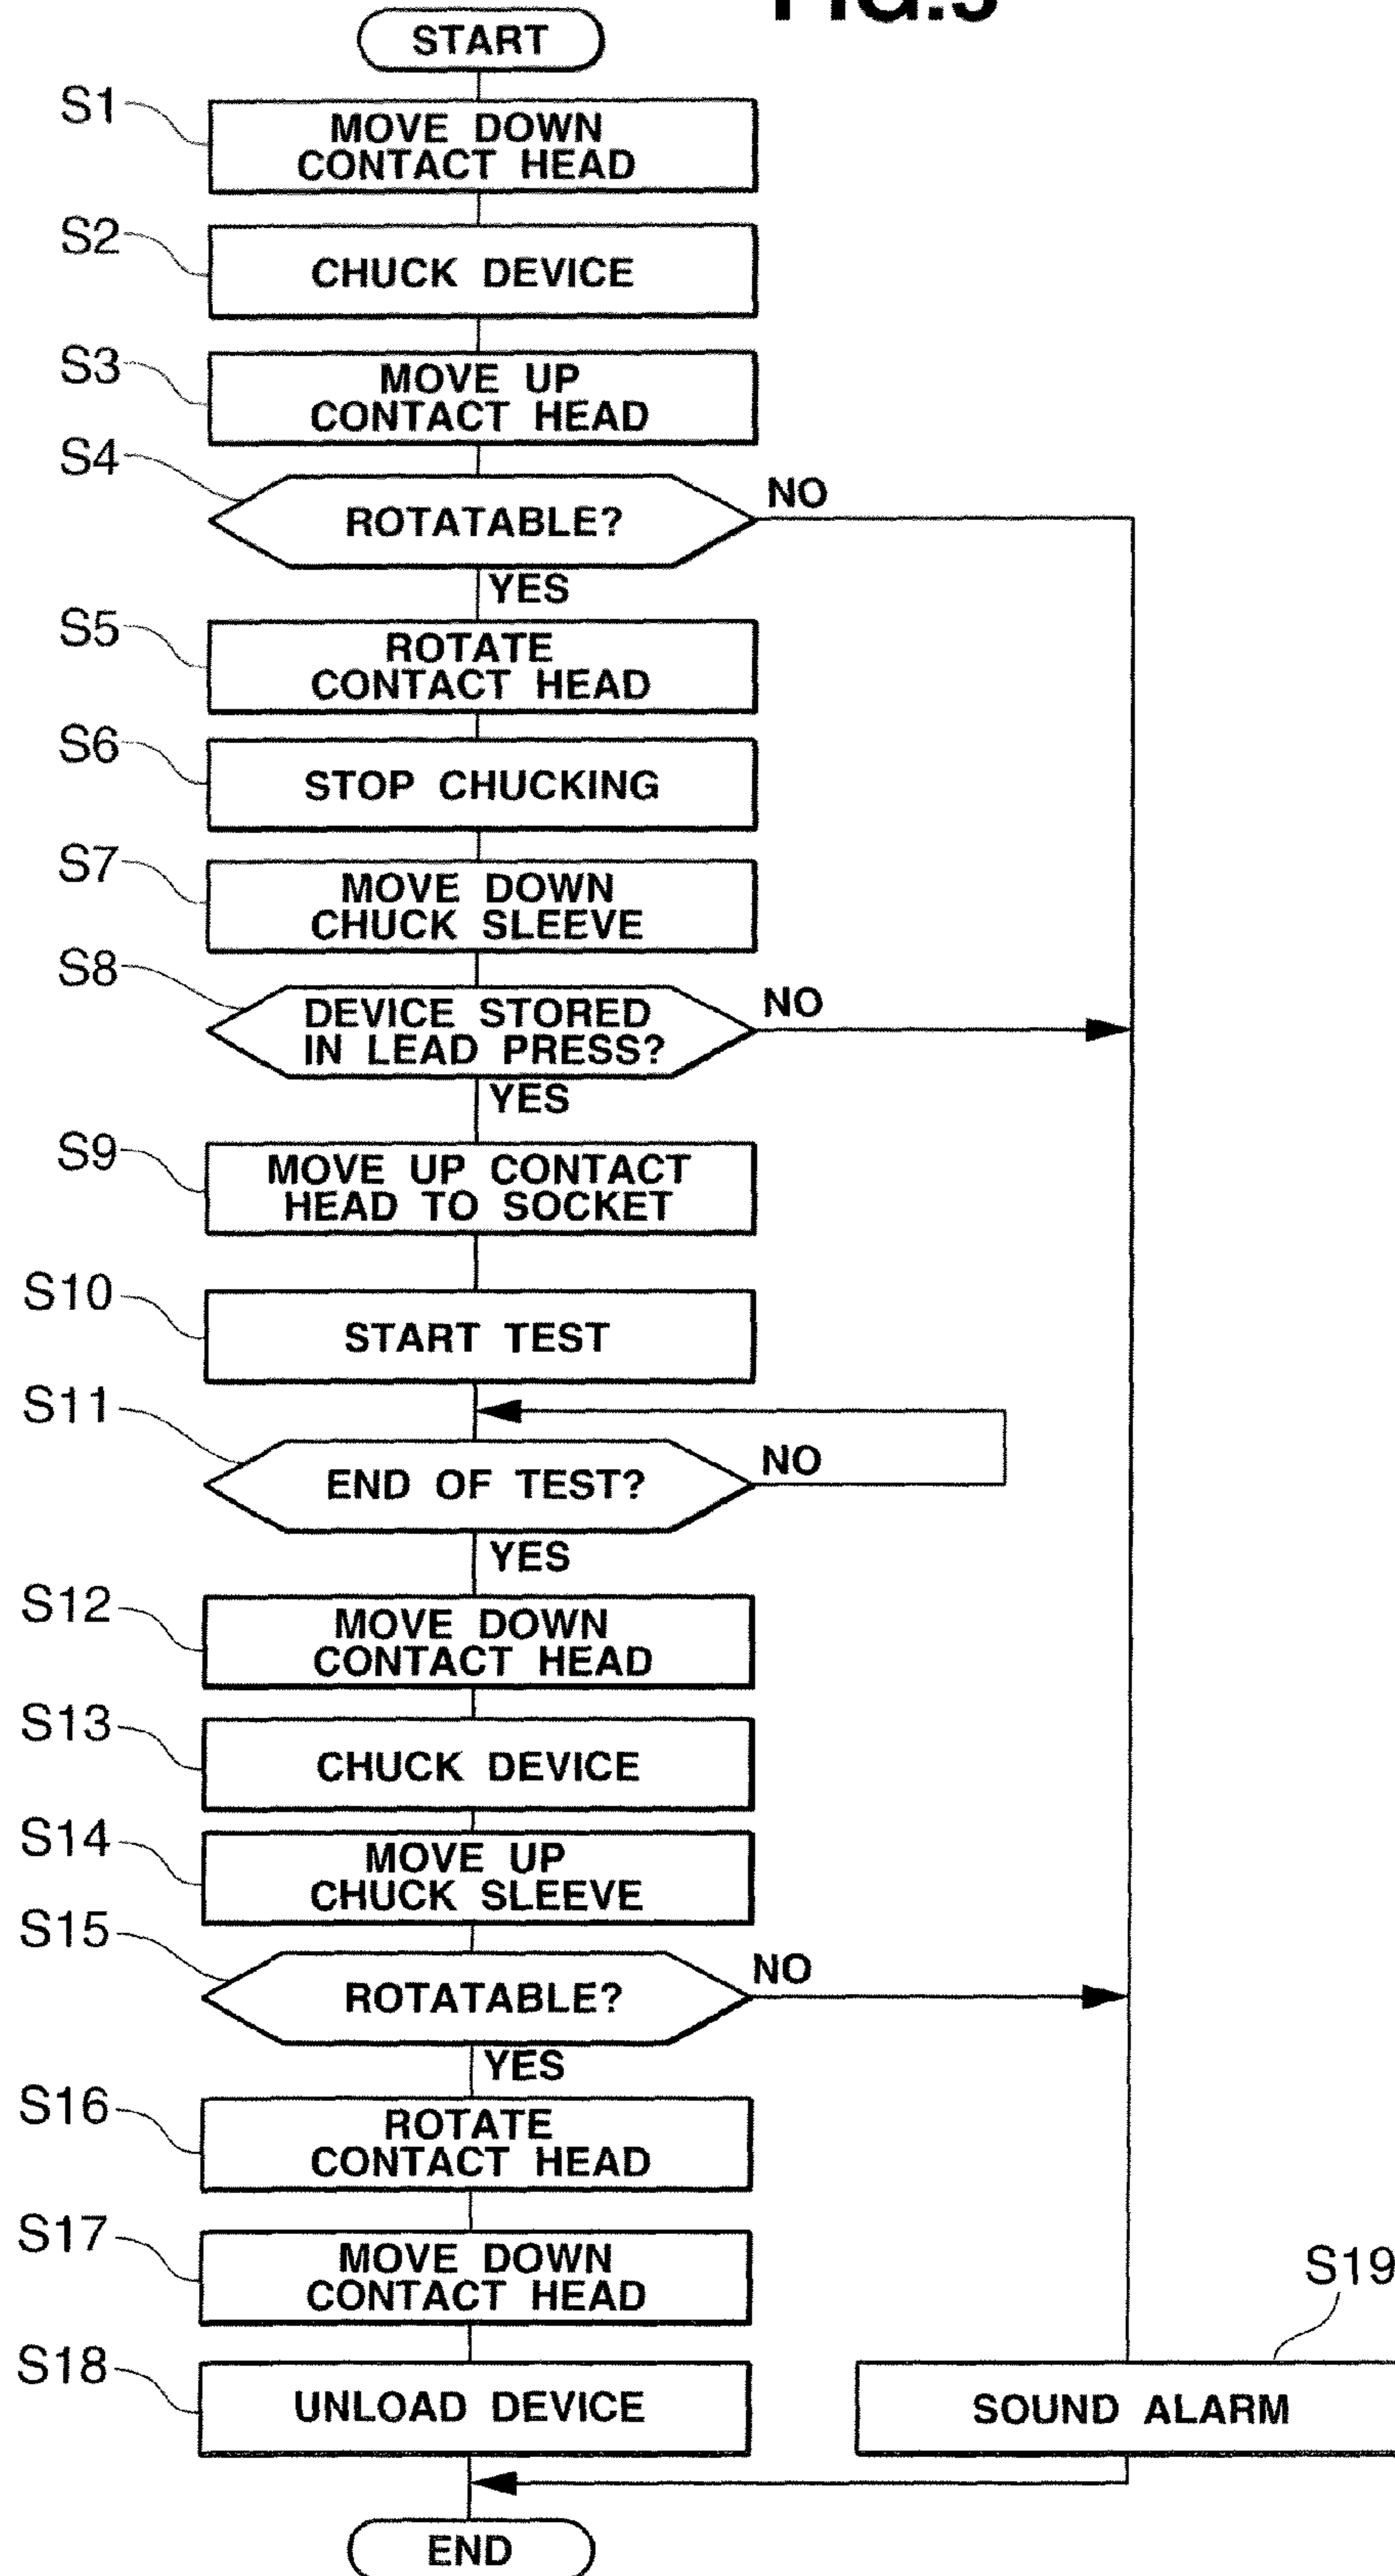 START
S1
MOVE DOWN
CONTACT HEAD
S2
CHUCK DEVICE
S3
MOVE UP
CONTACT HEAD
S4
ROTATABLE?
NO
YES
S5
ROTATE
CONTACT HEAD
S6
STOP CHUCKING
S7
MOVE DOWN
CHUCK SLEEVE
S8
DEVICE STORED
IN LEAD PRESS?
NO
YES
S9
MOVE UP CONTACT
HEAD TO SOCKET
S10
START TEST
S11
END OF TEST?
NO
YES
S12
MOVE DOWN
CONTACT HEAD
S13
CHUCK DEVICE
S14
MOVE UP
CHUCK SLEEVE
S15
ROTATABLE?
NO
YES
S16
ROTATE
CONTACT HEAD
S17
MOVE DOWN
CONTACT HEAD
S18
UNLOAD DEVICE
S19
SOUND ALARM
END